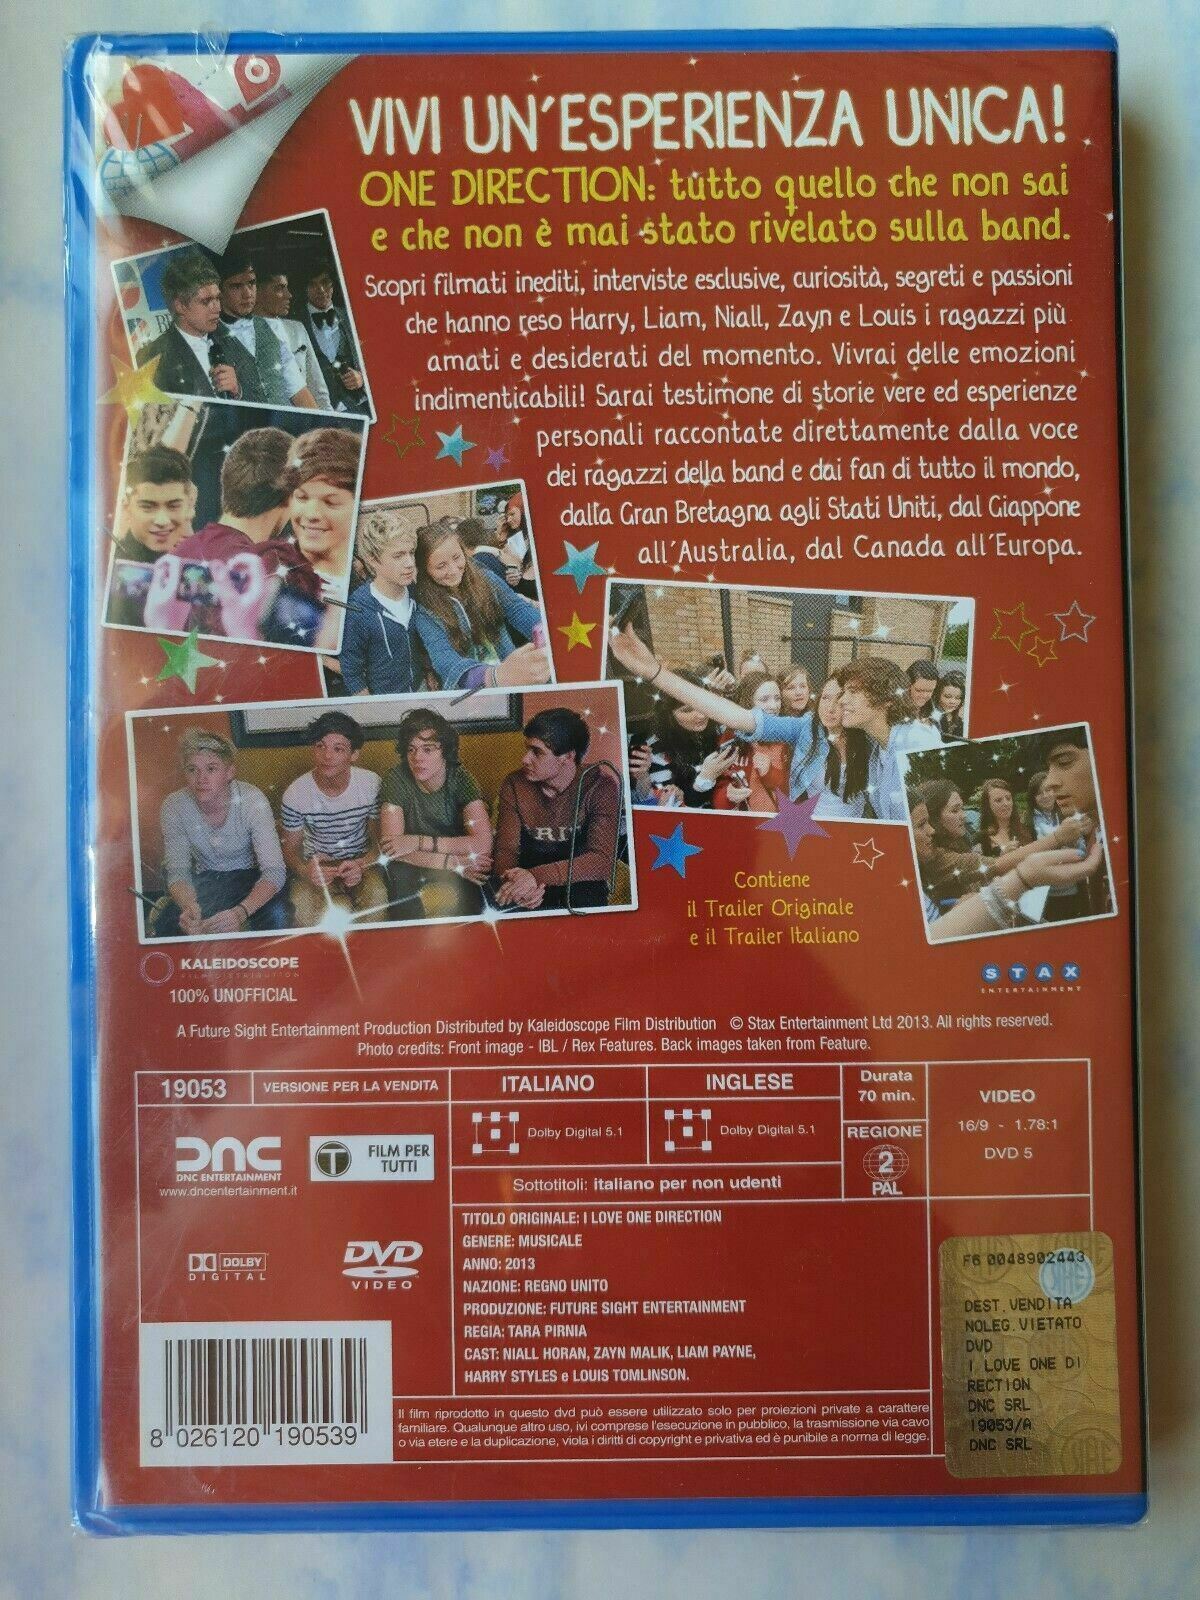 VIVI UN'ESPERIENZA UNICA!
ONE DIRECTION: tutto quello che non sai
e che non è mai stato rivelato sulla band.
Scopri filmati inediti, interviste esclusive, curiosità, segreti e passioni
che hanno reso Harry, Liam, Niall, Zayn e Louis i ragazzi più
amati e desiderati del momento. Vivrai delle emozioni
indimenticabili! Sarai testimone di storie vere ed esperienze
personali raccontate direttamente dalla voce
dei ragazzi della band e dai fan di tutto il mondo,
dalla Gran Bretagna agli Stati Uniti, dal Giappone
all'Australia, dal Canada all'Europa.
Contiene
il Trailer Originale
e il Trailer Italiano
KALEIDOSCOPE
FILM DISTRIBUTION
100% UNOFFICIAL
STAX
ENTERTAINMENT
A Future Sight Entertainment Production Distributed by Kaleidoscope Film Distribution © Stax Entertainment Ltd 2013. All rights reserved.
Photo credits: Front image - IBL / Rex Features. Back images taken from Feature.
19053
VERSIONE PER LA VENDITA
DNC
DNC ENTERTAINMENT
www.dncentertainment.it
T FILM PER
TUTTI
DOLBY
DIGITAL
DVD
VIDEO
ITALIANO
Dolby Digital 5.1
INGLESE
Dolby Digital 5.1
Sottotitoli: italiano per non udenti
Durata
70 min.
REGIONE
2
PAL
VIDEO
16/9 - 1.78:1
DVD 5
TITOLO ORIGINALE: I LOVE ONE DIRECTION
GENERE: MUSICALE
ANNO: 2013
NAZIONE: REGNO UNITO
PRODUZIONE: FUTURE SIGHT ENTERTAINMENT
REGIA: TARA PIRNIA
CAST: NIALL HORAN, ZAYN MALIK, LIAM PAYNE,
HARRY STYLES e LOUIS TOMLINSON.
Il film riprodotto in questo dvd può essere utilizzato solo per proiezioni private a carattere
familiare. Qualunque altro uso, ivi comprese l'esecuzione in pubblico, la trasmissione via cavo
o via etere e la duplicazione, viola i diritti di copyright e privativa ed è punibile a norma di legge.
8 026120 190539
F6 0048902443
DEST.VENDITA
NOLEG.VIETATO
DVD
I LOVE ONE DI
RECTION
DNC SRL
19053/A
DNC SRL